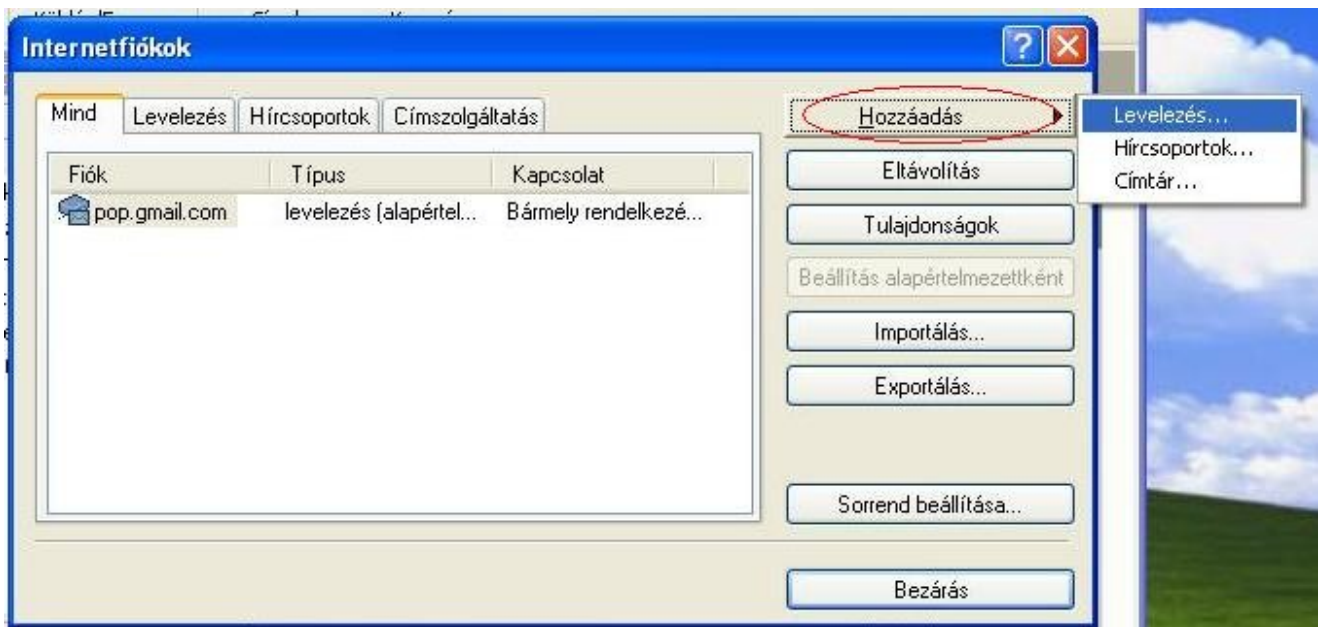 Internetfiókok
Mind Levelezés Hírcsoportok Címszolgáltatás
Fiók Típus Kapcsolat
pop.gmail.com levelezés (alapértel... Bármely rendelkezé...
Hozzáadás
Eltávolítás
Tulajdonságok
Beállítás alapértelmezettként
Importálás...
Exportálás...
Sorrend beállítása...
Bezárás
Levelezés...
Hírcsoportok...
Címtár...